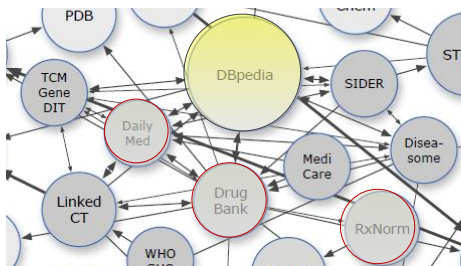 PDB
Chem
DBpedia
ST
TCM
Gene
DIT
SIDER
Daily
Med
Disea-
some
Medi
Care
Linked
CT
Drug
Bank
RxNorm
WHO